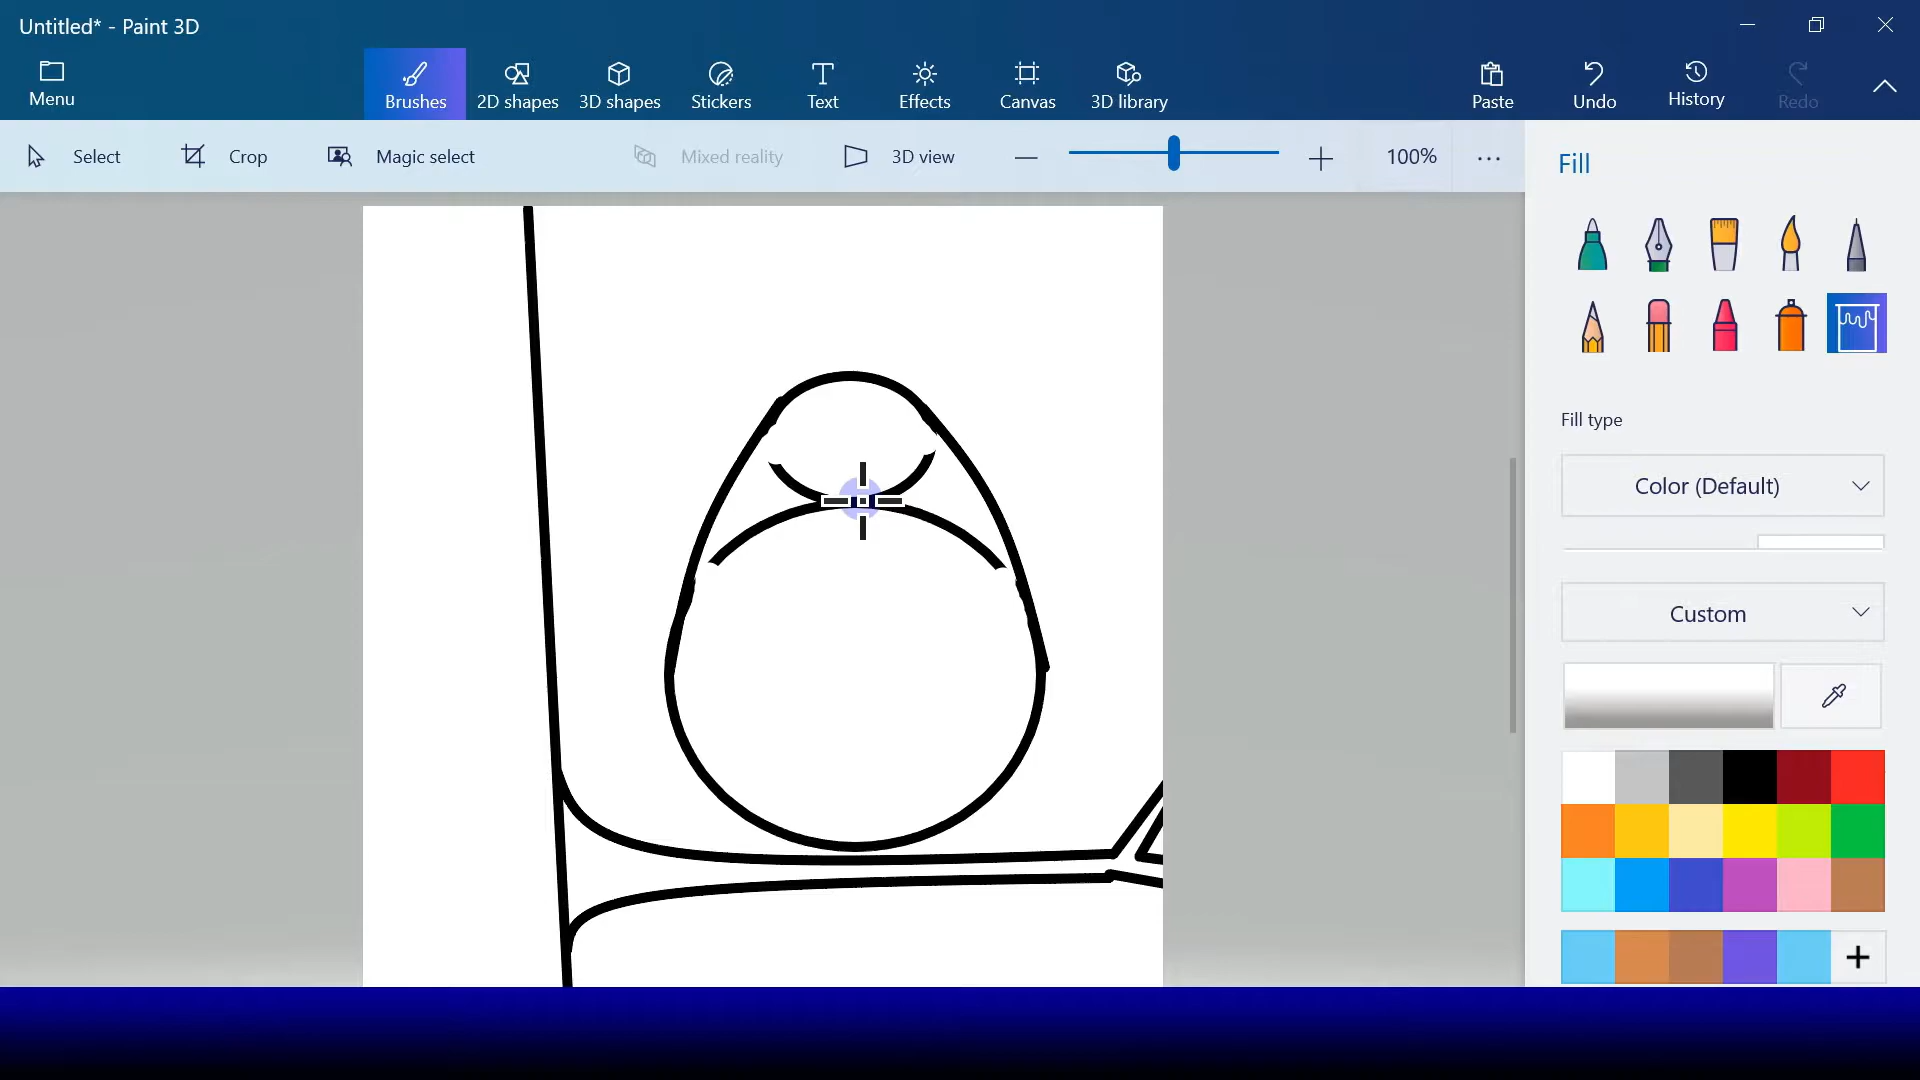 Untitled* - Paint 3D
Menu
Brushes
2D shapes
3D shapes
Stickers
Text
Effects
Canvas
3D library
Paste
Undo
History
Redo
Select
Crop
Magic select
Mixed reality
3D view
100%
Fill
Fill type
Color (Default)
Custom